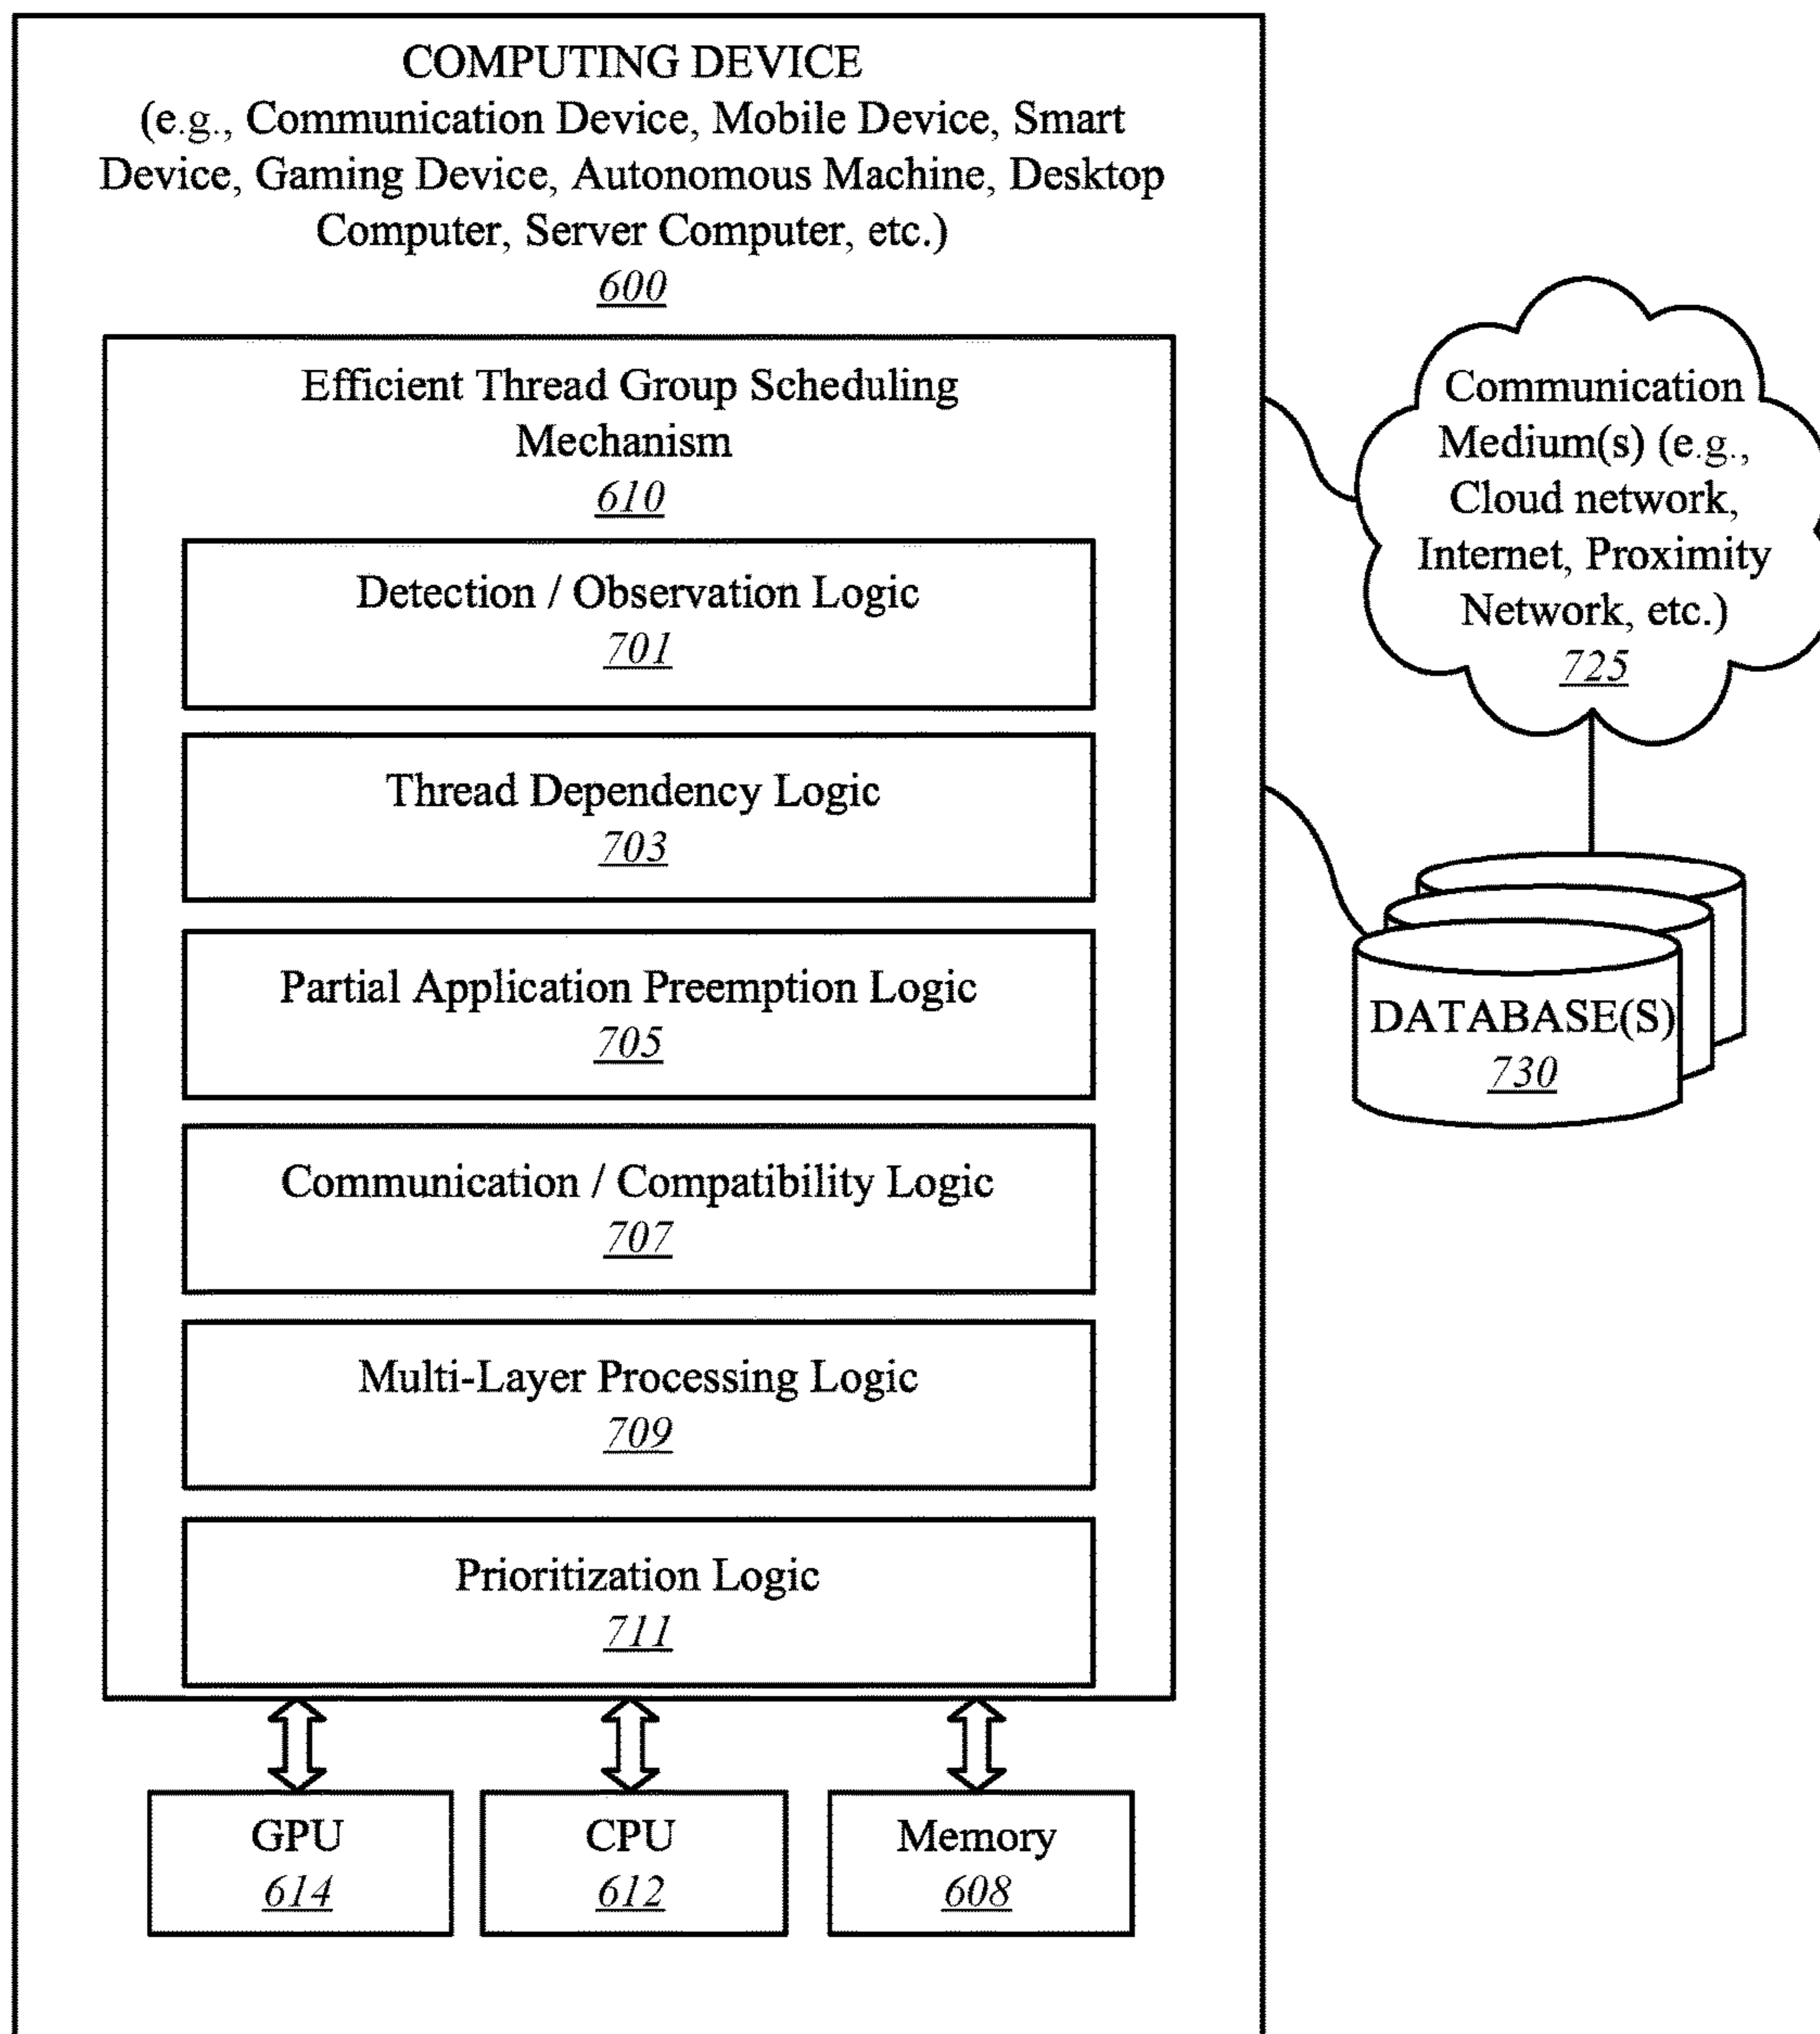 COMPUTING DEVICE
(e.g., Communication Device, Mobile Device, Smart
Device, Gaming Device, Autonomous Machine, Desktop
Computer, Server Computer, etc.)
600
Efficient Thread Group Scheduling
Mechanism
610
Detection / Observation Logic
701
Thread Dependency Logic
703
Partial Application Preemption Logic
705
Communication / Compatibility Logic
707
Multi-Layer Processing Logic
709
Prioritization Logic
711
GPU
614
CPU
612
Memory
608
Communication
Medium(s) (e.g.,
Cloud network,
Internet, Proximity
Network, etc.)
725
DATABASE(S)
730